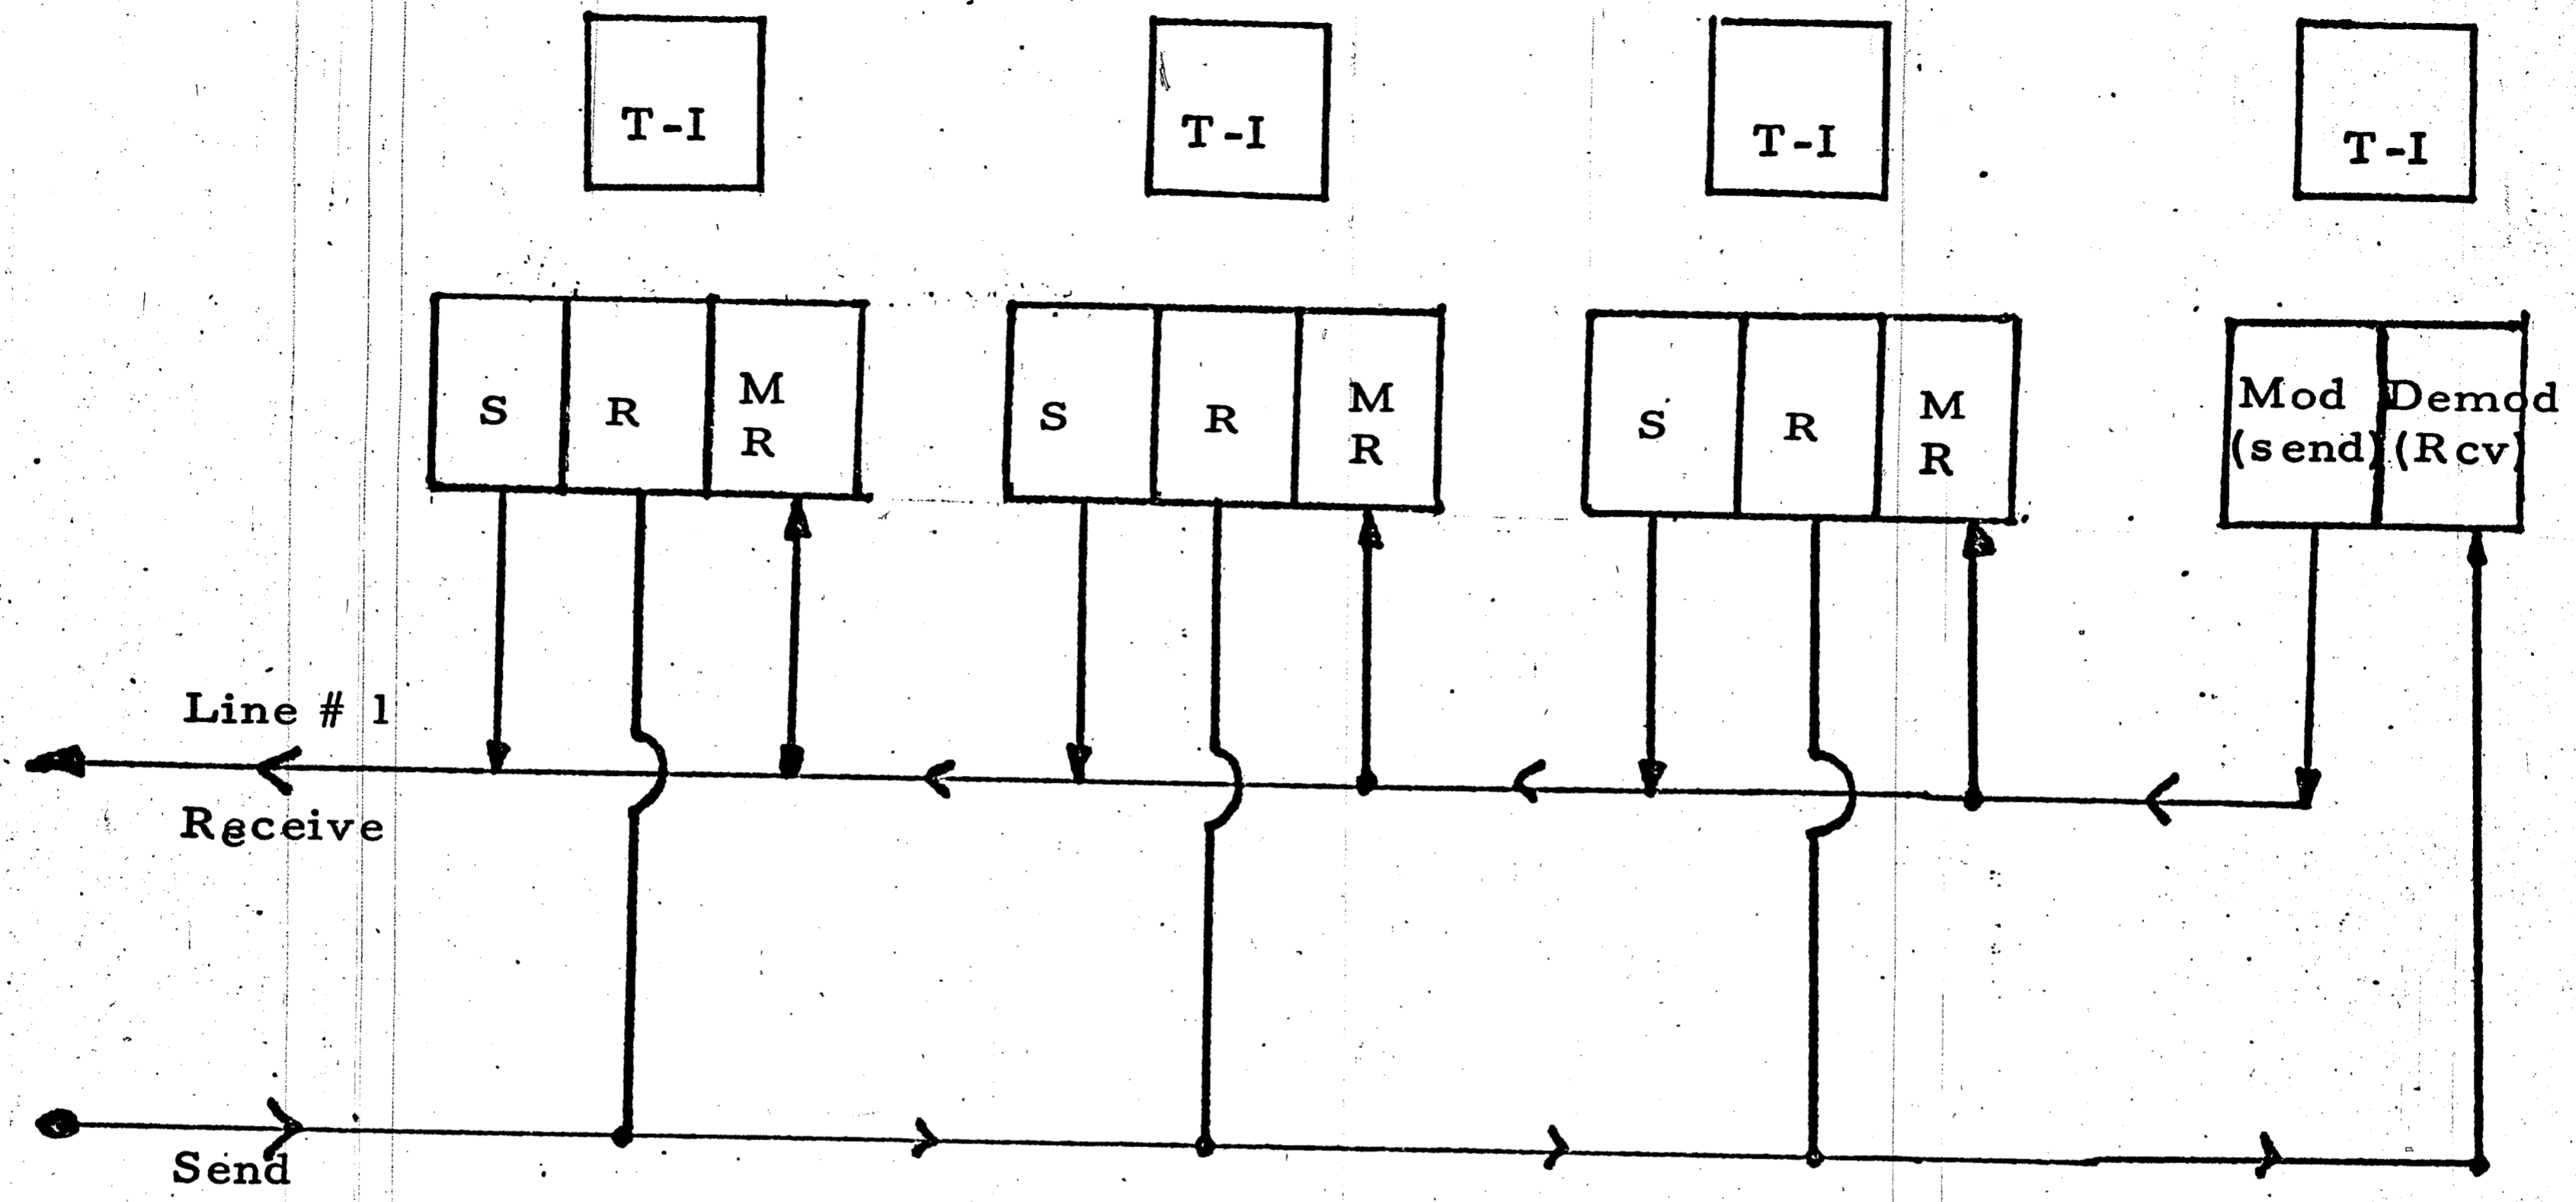 T-I
T-I
T-I
T-I
S R M R
S R M R
S R M R
Mod (send)
Demod (Rcv)
Line # 1
Receive
Send